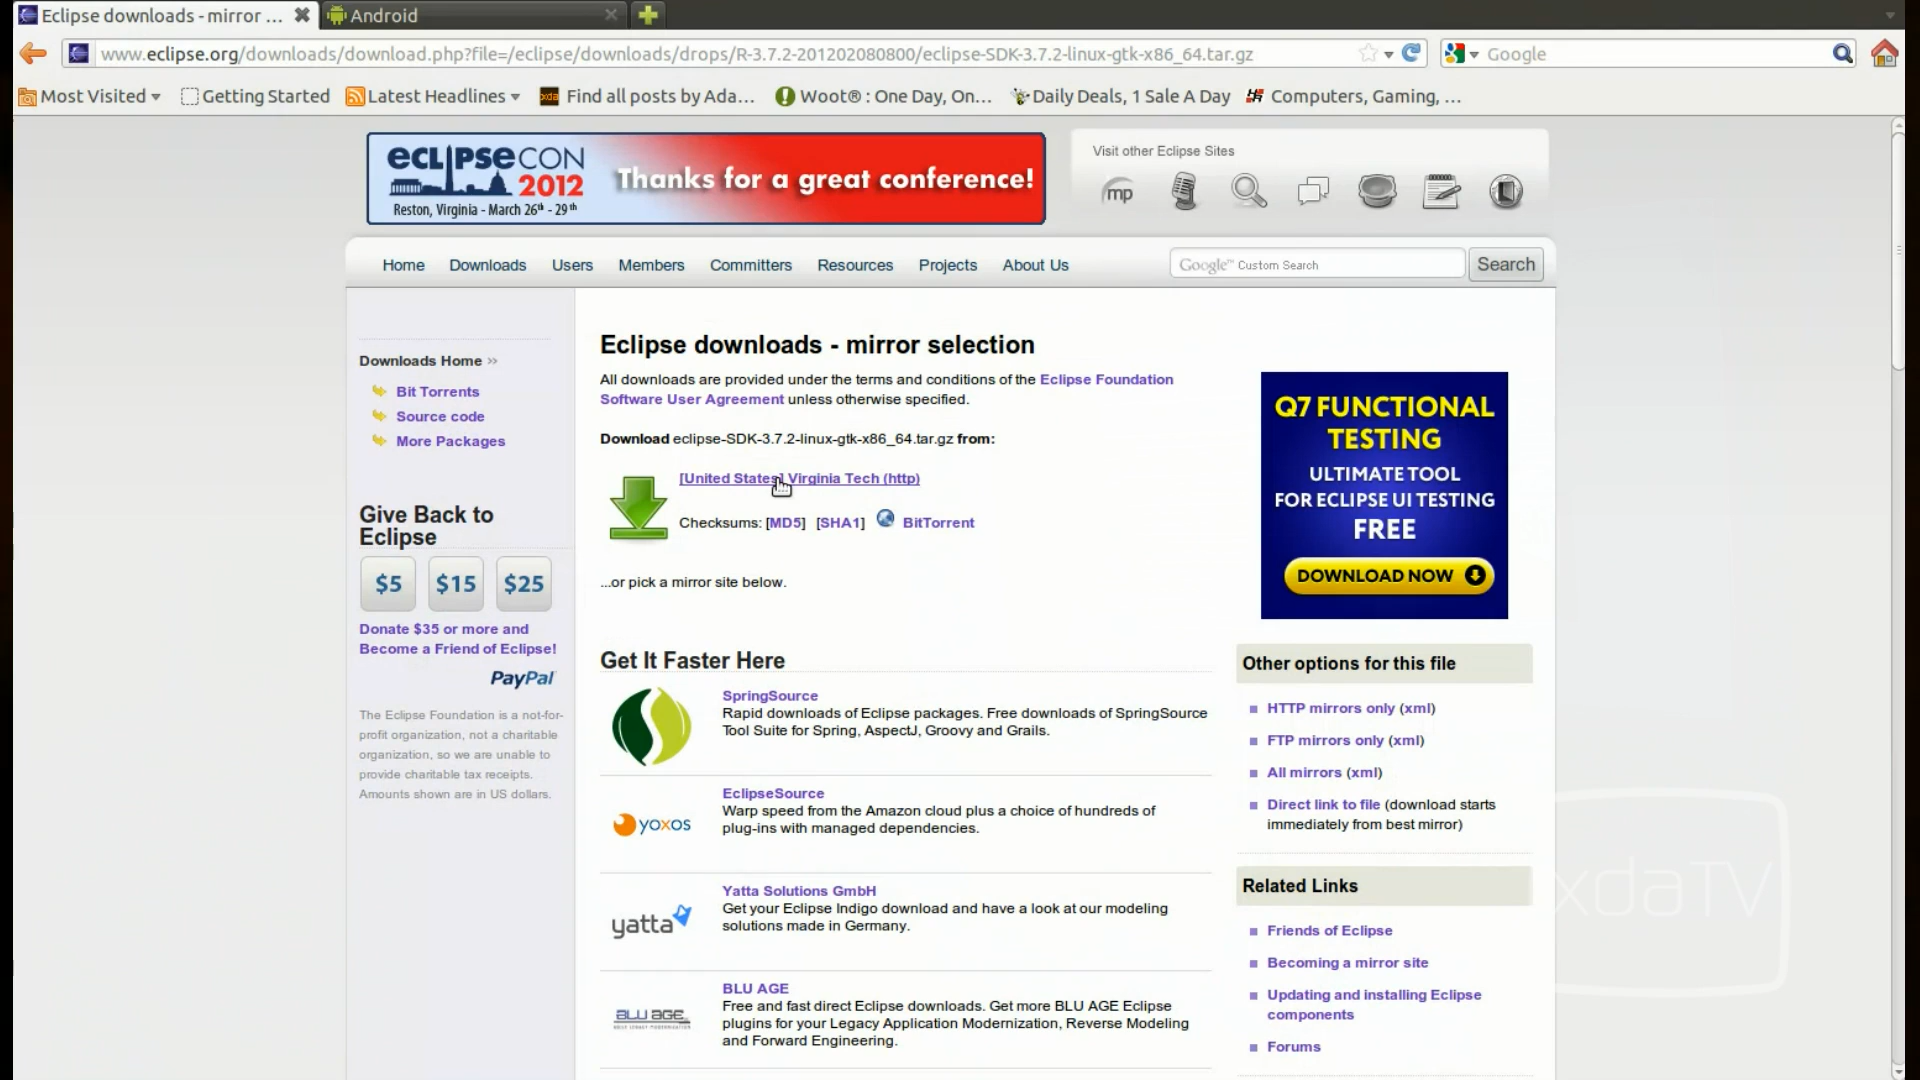 Eclipse downloads - mirror ...
Android
www.eclipse.org/downloads/download.php?file=/eclipse/downloads/drops/R-3.7.2-201202080800/eclipse-SDK-3.7.2-linux-gtk-x86_64.tar.gz
Google
Most Visited
Getting Started
Latest Headlines
xda
Find all posts by Ada...
Woot® : One Day, On...
Daily Deals, 1 Sale A Day
Computers, Gaming, ...
eclipsecon
2012
Reston, Virginia - March 26th - 29th
Thanks for a great conference!
Visit other Eclipse Sites
mp
Home
Downloads
Users
Members
Committers
Resources
Projects
About Us
Google™ Custom Search
Search
Downloads Home »
Bit Torrents
Source code
More Packages
Give Back to
Eclipse
$5
$15
$25
Donate $35 or more and
Become a Friend of Eclipse!
PayPal
The Eclipse Foundation is a not-for-
profit organization, not a charitable
organization, so we are unable to
provide charitable tax receipts.
Amounts shown are in US dollars.
Eclipse downloads - mirror selection
All downloads are provided under the terms and conditions of the Eclipse Foundation
Software User Agreement unless otherwise specified.
Download eclipse-SDK-3.7.2-linux-gtk-x86_64.tar.gz from:
[United States] Virginia Tech (http)
Checksums: [MD5] [SHA1] BitTorrent
...or pick a mirror site below.
Get It Faster Here
SpringSource
Rapid downloads of Eclipse packages. Free downloads of SpringSource
Tool Suite for Spring, AspectJ, Groovy and Grails.
yoxos
EclipseSource
Warp speed from the Amazon cloud plus a choice of hundreds of
plug-ins with managed dependencies.
yatta
Yatta Solutions GmbH
Get your Eclipse Indigo download and have a look at our modeling
solutions made in Germany.
BLU AGE
BLU AGE
Free and fast direct Eclipse downloads. Get more BLU AGE Eclipse
plugins for your Legacy Application Modernization, Reverse Modeling
and Forward Engineering.
Q7 FUNCTIONAL
TESTING
ULTIMATE TOOL
FOR ECLIPSE UI TESTING
FREE
DOWNLOAD NOW
Other options for this file
HTTP mirrors only (xml)
FTP mirrors only (xml)
All mirrors (xml)
Direct link to file (download starts
immediately from best mirror)
Related Links
Friends of Eclipse
Becoming a mirror site
Updating and installing Eclipse
components
Forums
xdaTV